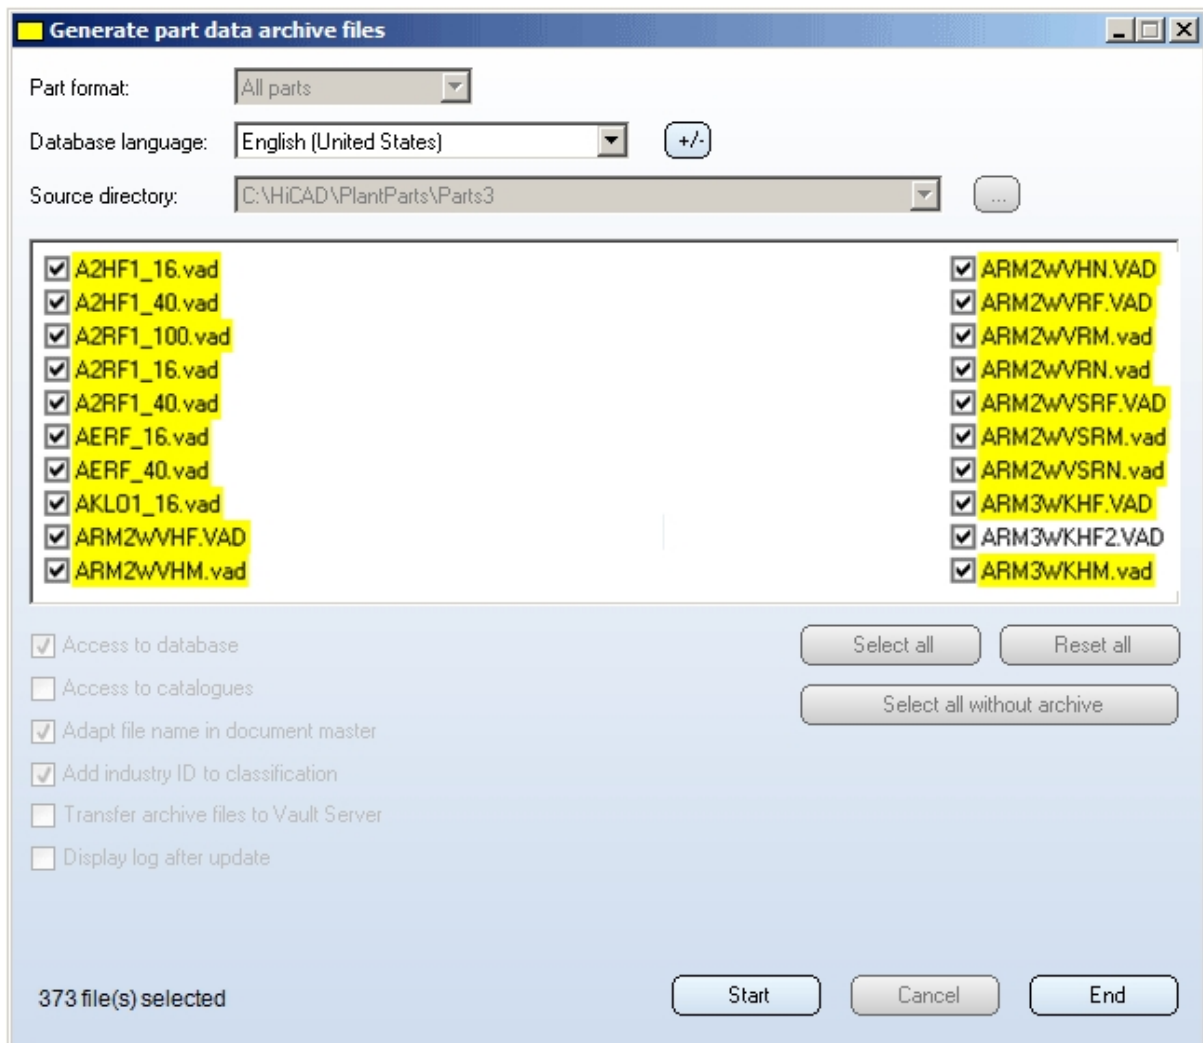 Generate part data archive files
Part format: All parts
Database language: English (United States) +/-
Source directory: C:\HiCAD\PlantParts\Parts3 ...
A2HF1_16.vad
A2HF1_40.vad
A2RF1_100.vad
A2RF1_16.vad
A2RF1_40.vad
AERF_16.vad
AERF_40.vad
AKLO1_16.vad
ARM2WVHF.VAD
ARM2WVHM.vad
ARM2WVHN.VAD
ARM2WVRF.VAD
ARM2WVRM.vad
ARM2WVRN.vad
ARM2WVSRF.VAD
ARM2WVSRM.vad
ARM2WVSRN.vad
ARM3WKHF.VAD
ARM3WKHF2.VAD
ARM3WKHM.vad
Access to database
Access to catalogues
Adapt file name in document master
Add industry ID to classification
Transfer archive files to Vault Server
Display log after update
Select all Reset all
Select all without archive
373 file(s) selected Start Cancel End